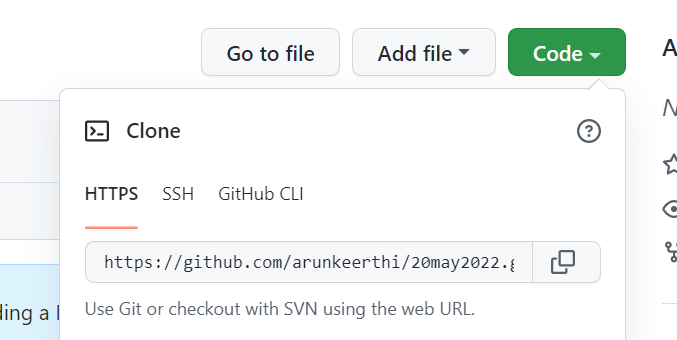 Go to file
Add file
Code
Clone
HTTPS
SSH
GitHub CLI
https://github.com/arunkeerthi/20may2022.g
Use Git or checkout with SVN using the web URL.
ding a